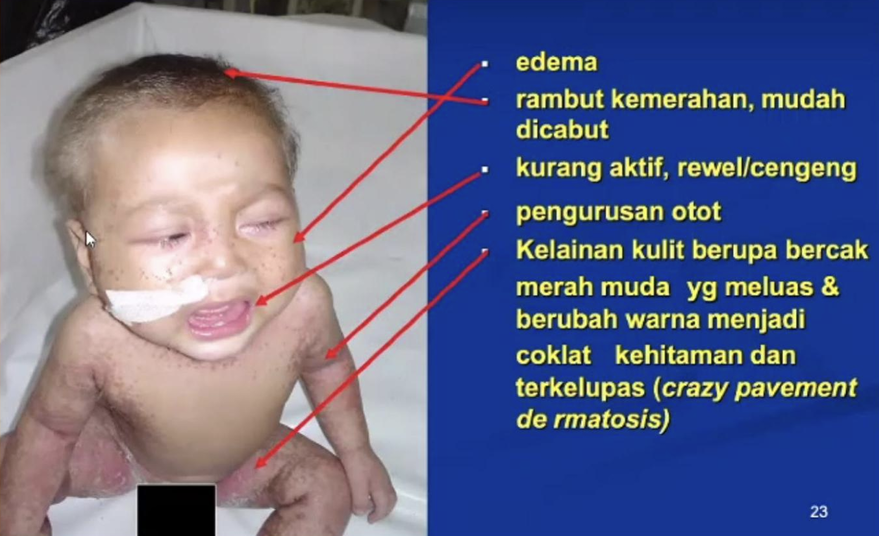 edema
rambut kemerahan, mudah
dicabut
kurang aktif, rewel/cengeng
pengurusan otot
Kelainan kulit berupa bercak
merah muda yg meluas &
berubah warna menjadi
coklat kehitaman dan
terkelupas (crazy pavement
de rmatosis)
23